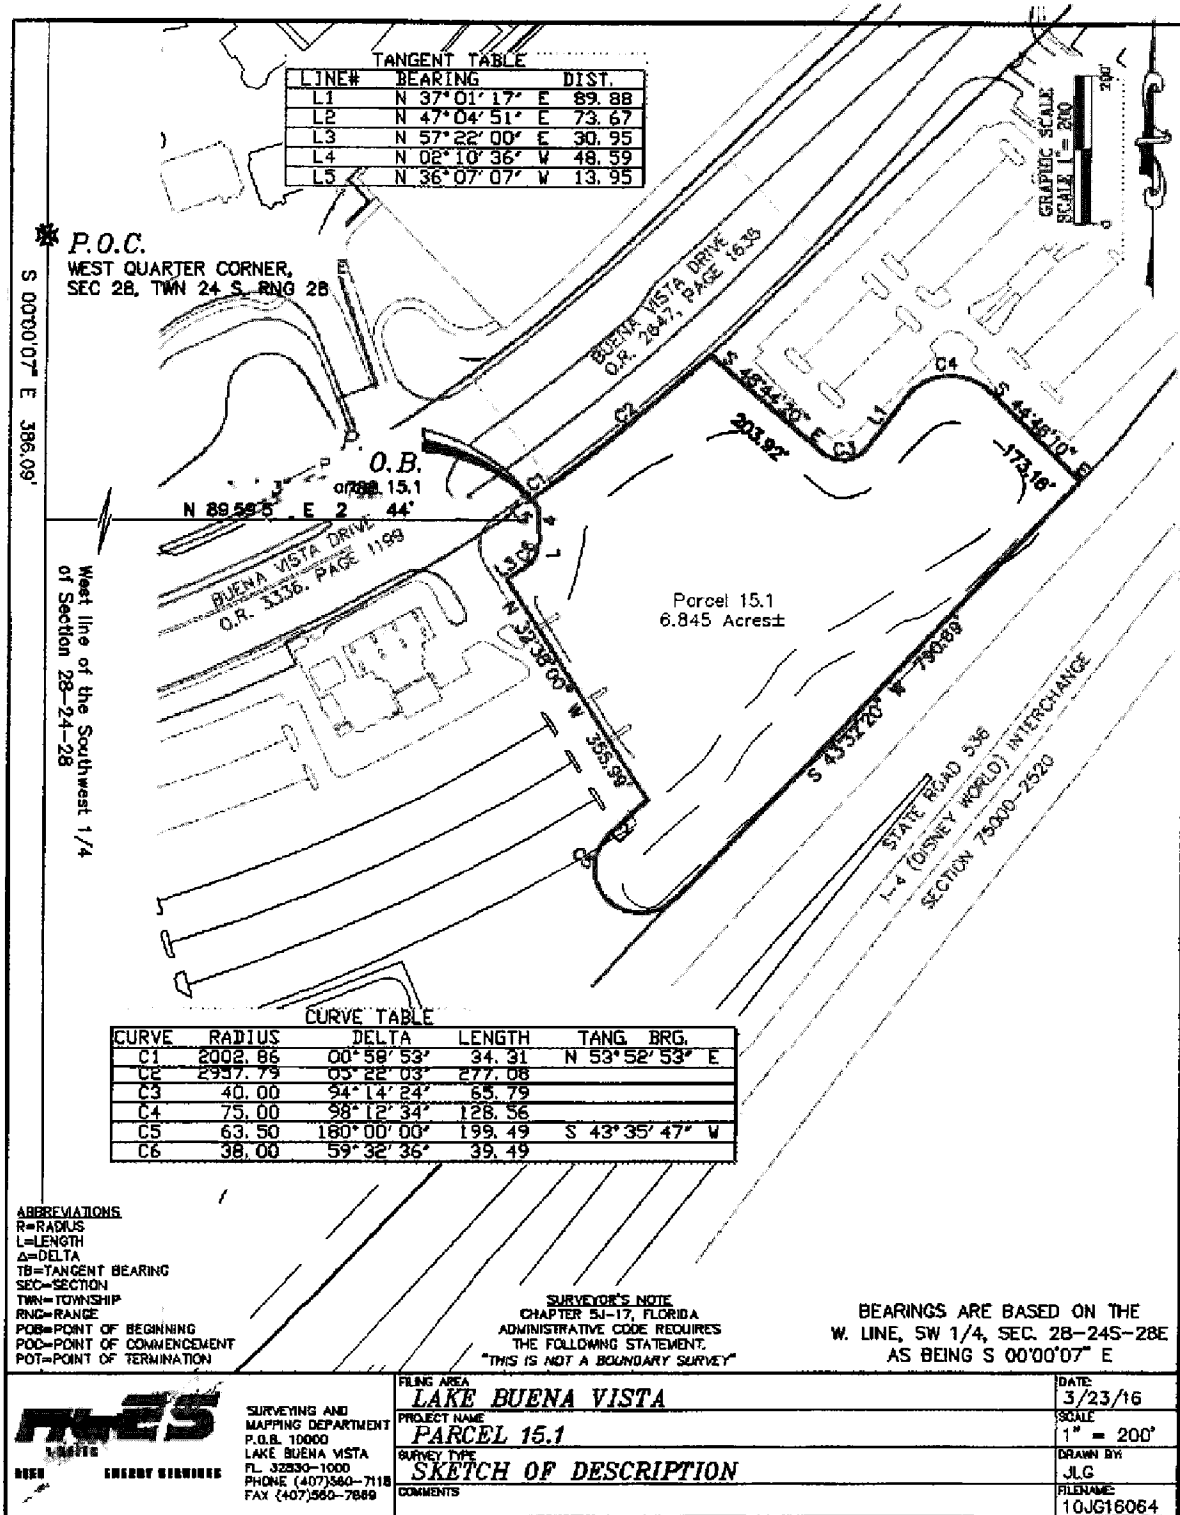 TANGENT TABLE
LINE# BEARING DIST.
L1 N 37°01'17" E 89.88
L2 N 47°04'51" E 73.67
L3 N 57°22'00" E 30.95
L4 N 02°10'36" W 48.59
L5 N 36°07'07" W 13.95
GRAPHIC SCALE
SCALE 1" = 200
0
200'
P.O.C.
WEST QUARTER CORNER,
SEC 28, TWN 24 S, RNG 28
S 00°00'07" E 386.09'
BUENA VISTA DRIVE
O.R. 2647, PAGE 1635
C2
C1
S 48°44'20" E
203.92'
C3
L1
C4
S 44°46'10" E
173.16'
O.B.
15.1
N 89 59 5 E 2 44'
BUENA VISTA DRIVE
O.R. 3336, PAGE 1199
L3
C6
N 32°38'00" W 355.99'
Parcel 15.1
6.845 Acres±
S 43°32'20" W 790.69'
L2
C5
STATE ROAD 536
I-4 (DISNEY WORLD) INTERCHANGE
SECTION 75000-2520
West line of the Southwest 1/4
of Section 28-24-28
CURVE TABLE
CURVE RADIUS DELTA LENGTH TANG. BRG.
C1 2002.86 00°58'53" 34.31 N 53°52'53" E
C2 2957.79 05°22'03" 277.08
C3 40.00 94°14'24" 65.79
C4 75.00 98°12'34" 128.56
C5 63.50 180°00'00" 199.49 S 43°35'47" W
C6 38.00 59°32'36" 39.49
ABBREVIATIONS
R=RADIUS
L=LENGTH
Δ=DELTA
TB=TANGENT BEARING
SEC=SECTION
TWN=TOWNSHIP
RNG=RANGE
POB=POINT OF BEGINNING
POC=POINT OF COMMENCEMENT
POT=POINT OF TERMINATION
SURVEYOR'S NOTE
CHAPTER 5J-17, FLORIDA
ADMINISTRATIVE CODE REQUIRES
THE FOLLOWING STATEMENT.
"THIS IS NOT A BOUNDARY SURVEY"
BEARINGS ARE BASED ON THE
W. LINE, SW 1/4, SEC. 28-24S-28E
AS BEING S 00°00'07" E
ENERGY SERVICES
SURVEYING AND
MAPPING DEPARTMENT
P.O.B. 10000
LAKE BUENA VISTA
FL. 32830-1000
PHONE (407)560-7118
FAX (407)560-7669
FILING AREA
LAKE BUENA VISTA
PROJECT NAME
PARCEL 15.1
SURVEY TYPE
SKETCH OF DESCRIPTION
COMMENTS
DATE:
3/23/16
SCALE
1" = 200'
DRAWN BY:
JLG
FILENAME:
10JG16064